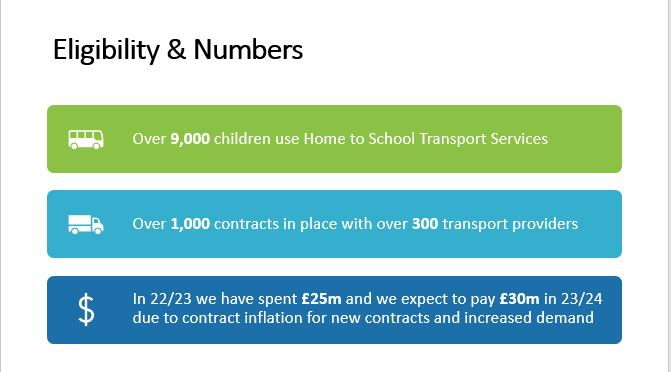 Eligibility & Numbers
Over 9,000 children use Home to School Transport Services
Over 1,000 contracts in place with over 300 transport providers
$
In 22/23 we have spent £25m and we expect to pay £30m in 23/24
due to contract inflation for new contracts and increased demand